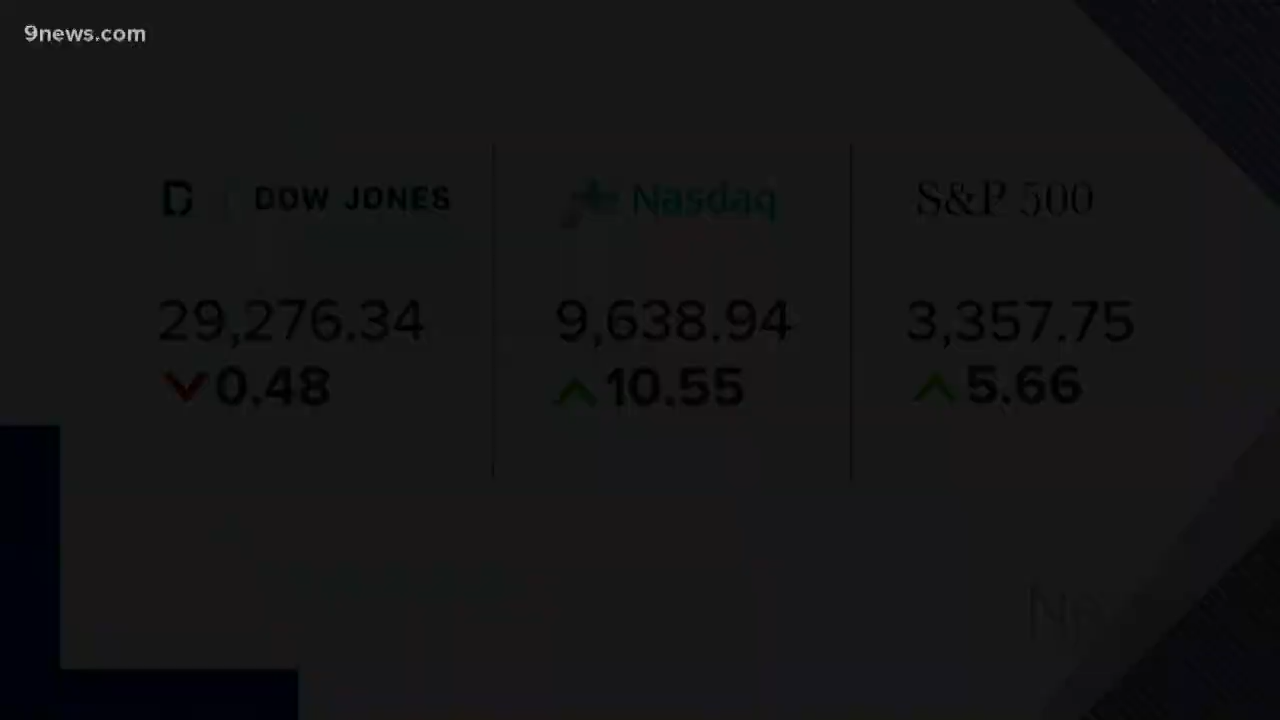 9news.com
DOW JONES
29,276.34
0.48
Nasdaq
9,638.94
10.55
S&P 500
3,357.75
5.66